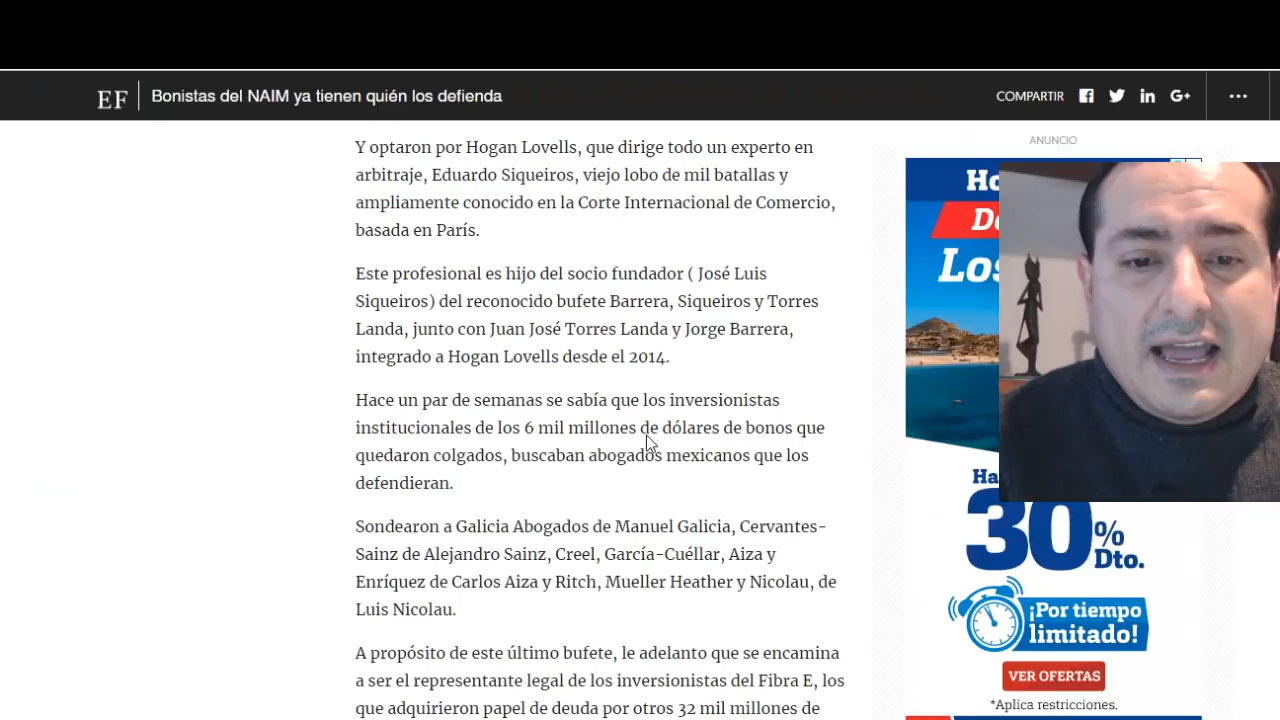 EF
Bonistas del NAIM ya tienen quién los defienda
COMPARTIR
G+
Y optaron por Hogan Lovells, que dirige todo un experto en
arbitraje, Eduardo Siqueiros, viejo lobo de mil batallas y
ampliamente conocido en la Corte Internacional de Comercio,
basada en París.
Este profesional es hijo del socio fundador ( José Luis
Siqueiros) del reconocido bufete Barrera, Siqueiros y Torres
Landa, junto con Juan José Torres Landa y Jorge Barrera,
integrado a Hogan Lovells desde el 2014.
Hace un par de semanas se sabía que los inversionistas
institucionales de los 6 mil millones de dólares de bonos que
quedaron colgados, buscaban abogados mexicanos que los
defendieran.
Sondearon a Galicia Abogados de Manuel Galicia, Cervantes-
Sainz de Alejandro Sainz, Creel, García-Cuéllar, Aiza y
Enríquez de Carlos Aiza y Ritch, Mueller Heather y Nicolau, de
Luis Nicolau.
A propósito de este último bufete, le adelanto que se encamina
a ser el representante legal de los inversionistas del Fibra E, los
que adquirieron papel de deuda por otros 32 mil millones de
ANUNCIO
30%
Dto.
¡Por tiempo
limitado!
VER OFERTAS
*Aplica restricciones.